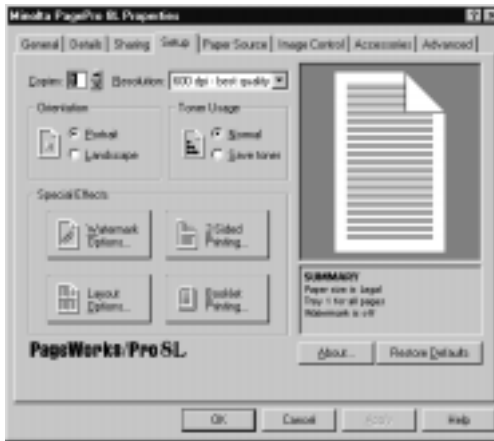 Minolta PagePro 8L Properties
General Details Sharing Setup Paper Source Image Control Accessories Advanced
Copies: 1 Resolution: 600 dpi - best quality
Orientation
Portrait
Landscape
Toner Usage
Normal
Save toner
Special Effects
Watermark Options...
2-Sided Printing...
Layout Options...
Booklet Printing...
SUMMARY
Paper size is Legal
Tray 1 for all pages
Watermark is off
PageWorks/Pro 8L
About... Restore Defaults
OK Cancel Apply Help